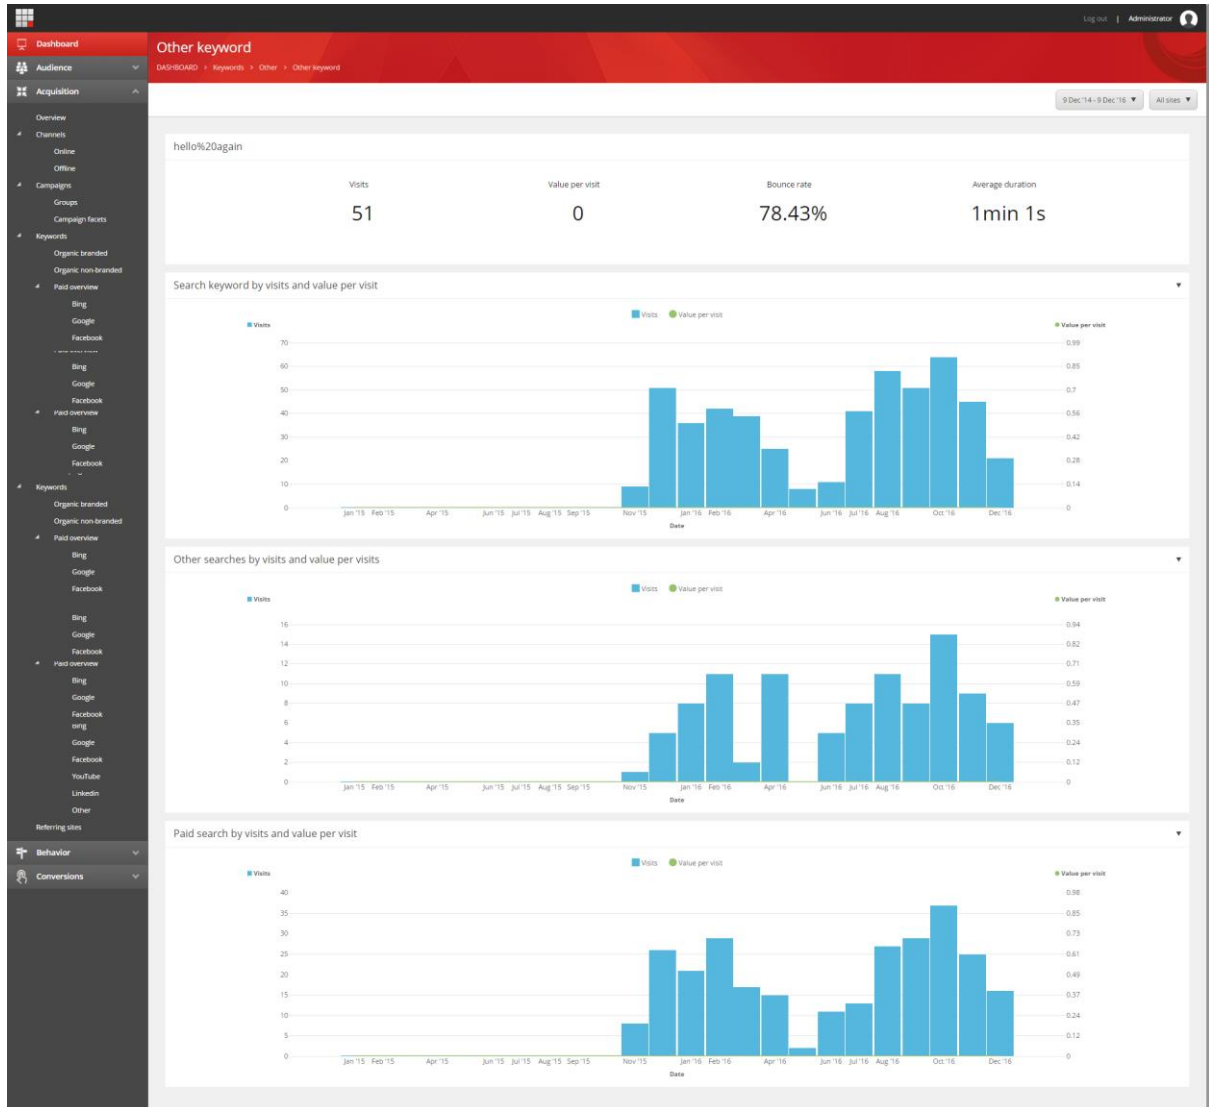 Log out | Administrator
Dashboard
Audience
Acquisition
Overview
Channels
Online
Offline
Campaigns
Groups
Campaign facets
Keywords
Organic branded
Organic non-branded
Paid overview
Bing
Google
Facebook
Bing
Google
Facebook
Paid overview
Bing
Google
Facebook
Keywords
Organic branded
Organic non-branded
Paid overview
Bing
Google
Facebook
Bing
Google
Facebook
Paid overview
Bing
Google
Facebook
Google
Facebook
YouTube
Linkedin
Other
Referring sites
Behavior
Conversions
Other keyword
DASHBOARD > Keywords > Other > Other keyword
9 Dec '14 - 9 Dec '16 All sites
hello%20again
Visits Value per visit Bounce rate Average duration
51 0 78.43% 1min 1s
Search keyword by visits and value per visit
Visits Value per visit
Visits Value per visit
70 0.99
60 0.85
50 0.7
40 0.56
30 0.42
20 0.28
10 0.14
0 0
Jan '15 Feb '15 Apr '15 Jun '15 Jul '15 Aug '15 Sep '15 Nov '15 Jan '16 Feb '16 Apr '16 Jun '16 Jul '16 Aug '16 Oct '16 Dec '16
Date
Other searches by visits and value per visits
Visits Value per visit
Visits Value per visit
16 0.94
14 0.82
12 0.71
10 0.59
8 0.47
6 0.35
4 0.24
2 0.12
0 0
Jan '15 Feb '15 Apr '15 Jun '15 Jul '15 Aug '15 Sep '15 Nov '15 Jan '16 Feb '16 Apr '16 Jun '16 Jul '16 Aug '16 Oct '16 Dec '16
Date
Paid search by visits and value per visit
Visits Value per visit
Visits Value per visit
40 0.98
35 0.85
30 0.73
25 0.61
20 0.49
15 0.37
10 0.24
5 0.12
0 0
Jan '15 Feb '15 Apr '15 Jun '15 Jul '15 Aug '15 Sep '15 Nov '15 Jan '16 Feb '16 Apr '16 Jun '16 Jul '16 Aug '16 Oct '16 Dec '16
Date